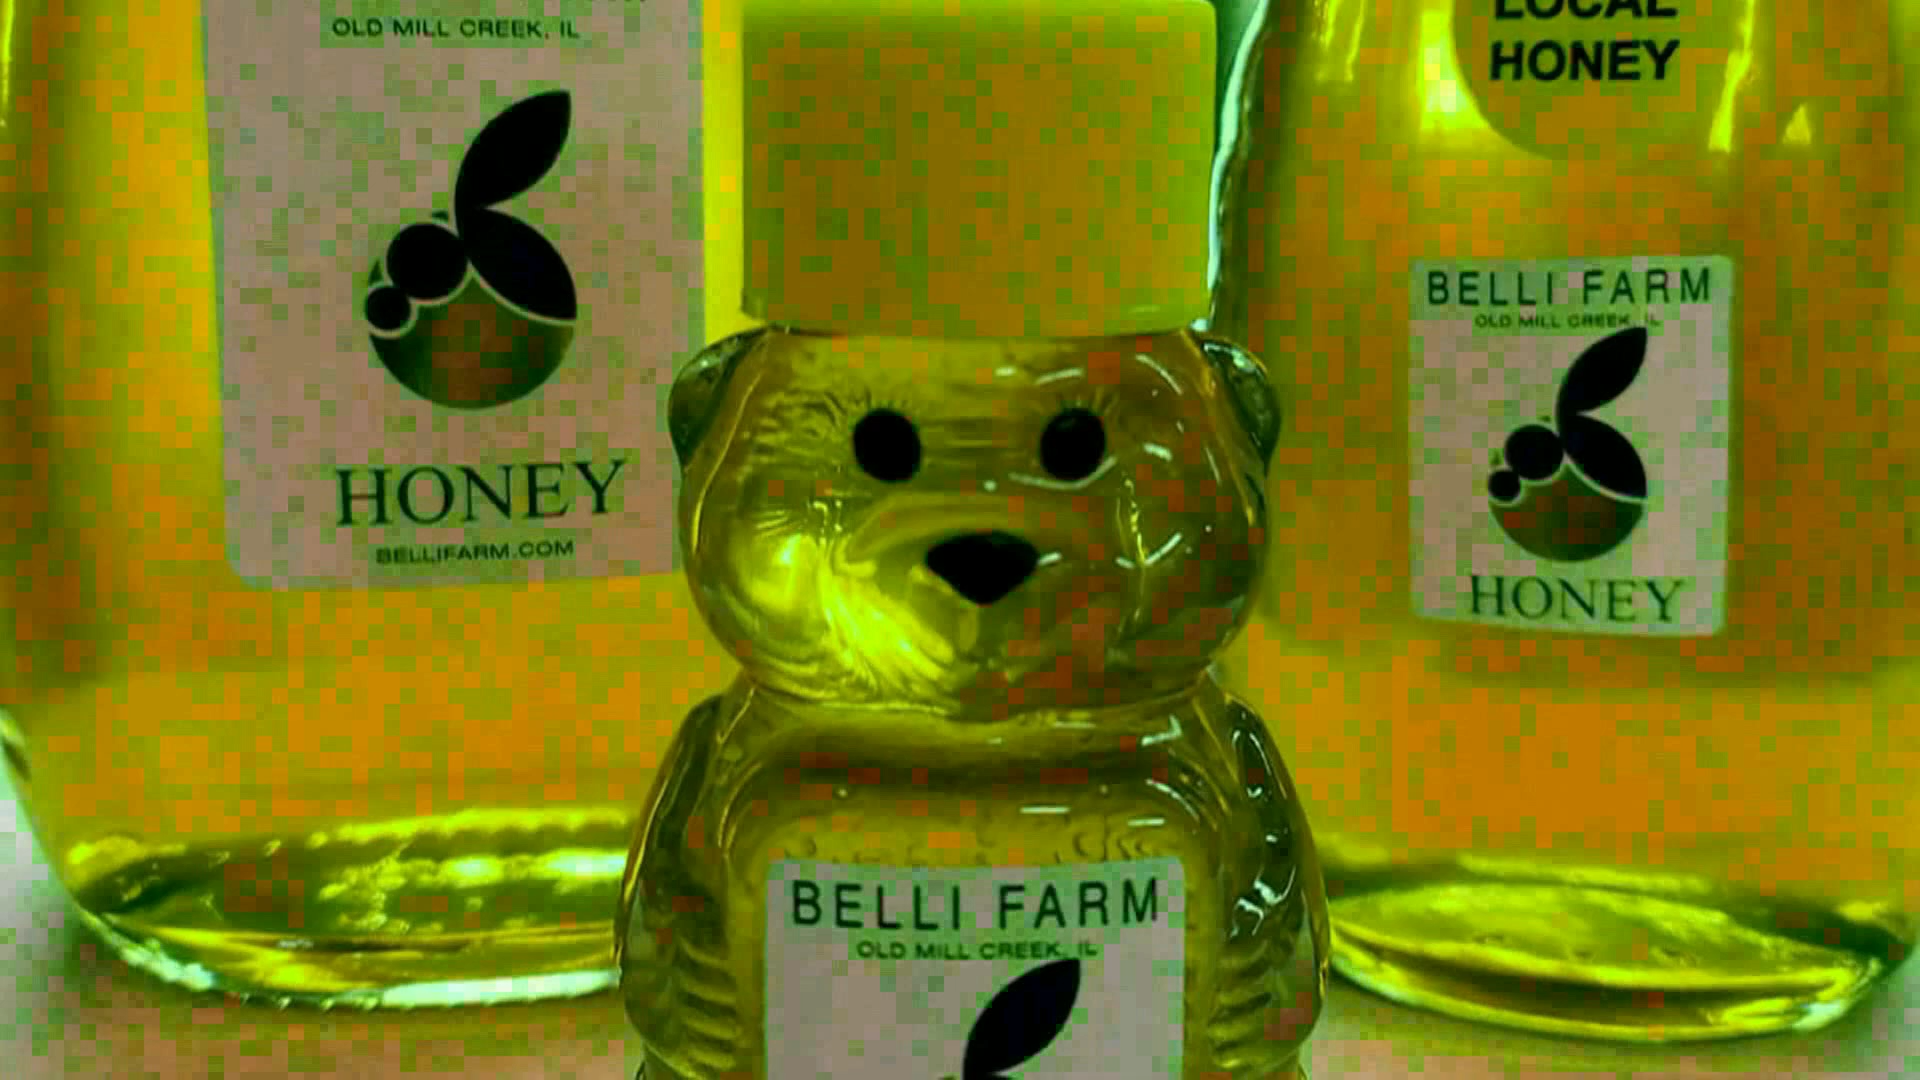 OLD MILL CREEK, IL
HONEY
BELLIFARM.COM
LOCAL
HONEY
BELLI FARM
OLD MILL CREEK, IL
HONEY
BELLI FARM
OLD MILL CREEK, IL